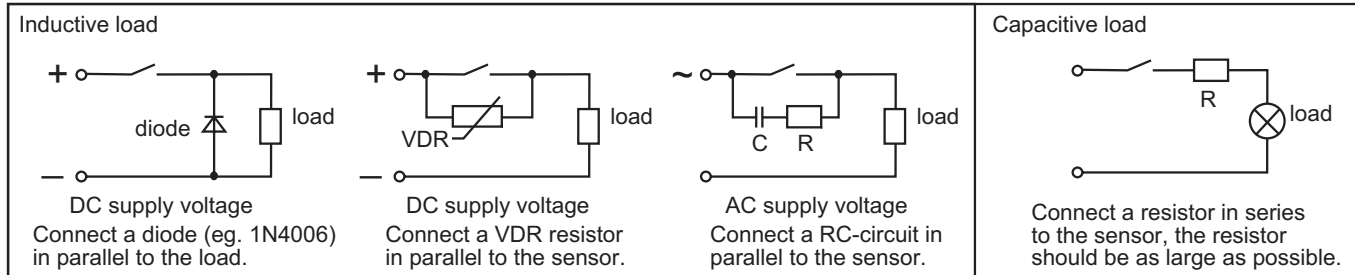 Inductive load
+
diode
load
−
DC supply voltage
Connect a diode (eg. 1N4006)
in parallel to the load.
+
VDR
load
−
DC supply voltage
Connect a VDR resistor
in parallel to the sensor.
~
C
R
load
AC supply voltage
Connect a RC-circuit in
parallel to the sensor.
Capacitive load
R
load
Connect a resistor in series
to the sensor, the resistor
should be as large as possible.